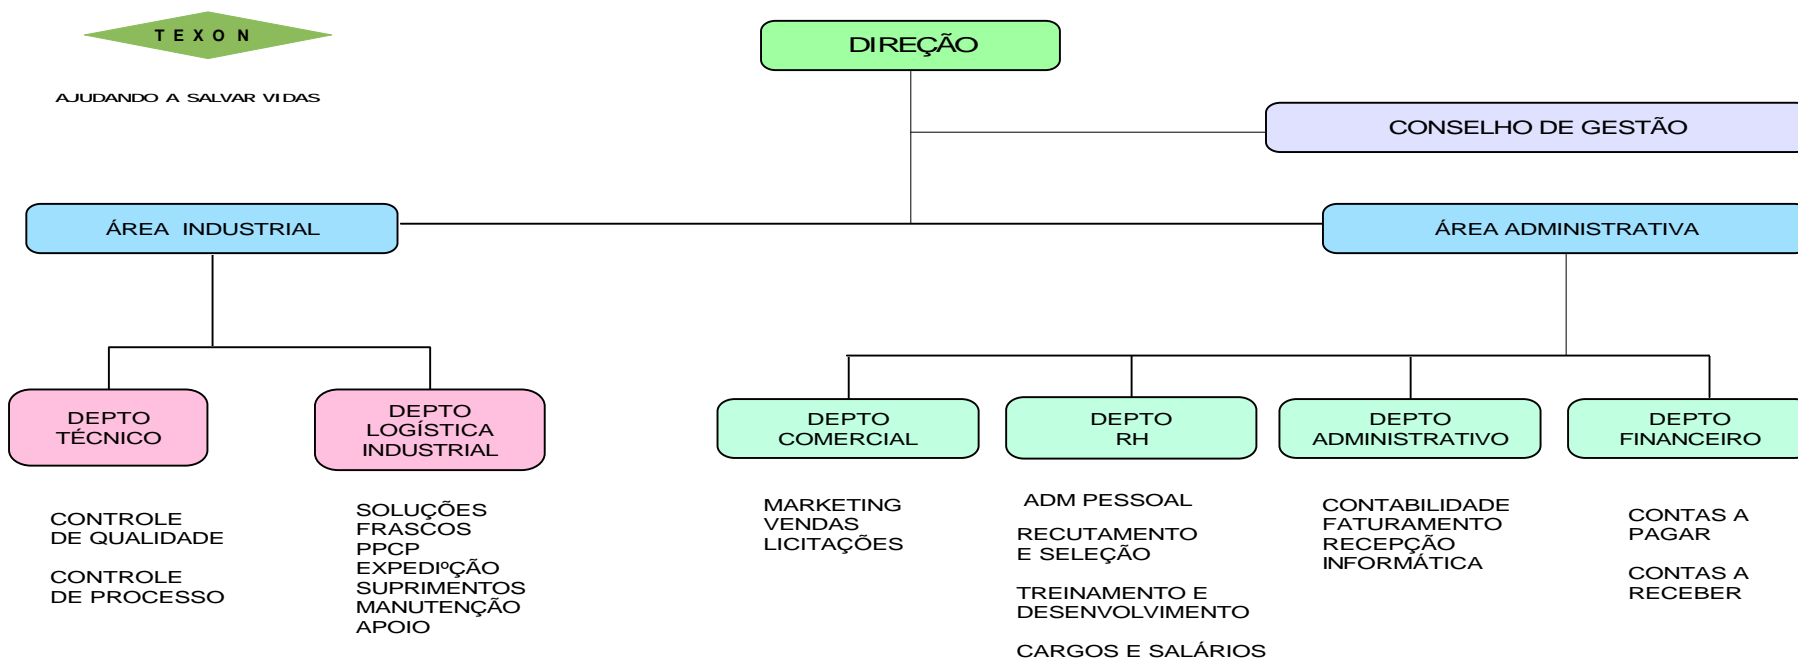 TEXON
DIREÇÃO
AJUDANDO A SALVAR VIDAS
CONSELHO DE GESTÃO
ÁREA INDUSTRIAL
ÁREA ADMINISTRATIVA
DEPTO
TÉCNICO
DEPTO
LOGÍSTICA
INDUSTRIAL
DEPTO
COMERCIAL
DEPTO
RH
DEPTO
ADMINISTRATIVO
DEPTO
FINANCEIRO
CONTROLE
DE QUALIDADE
CONTROLE
DE PROCESSO
SOLUÇÕES
FRASCOS
PPCP
EXPEDIºÇÃO
SUPRIMENTOS
MANUTENÇÃO
APOIO
MARKETING
VENDAS
LICITAÇÕES
ADM PESSOAL
RECUTAMENTO
E SELEÇÃO
TREINAMENTO E
DESENVOLVIMENTO
CARGOS E SALÁRIOS
CONTABILIDADE
FATURAMENTO
RECEPÇÃO
INFORMÁTICA
CONTAS A
PAGAR
CONTAS A
RECEBER